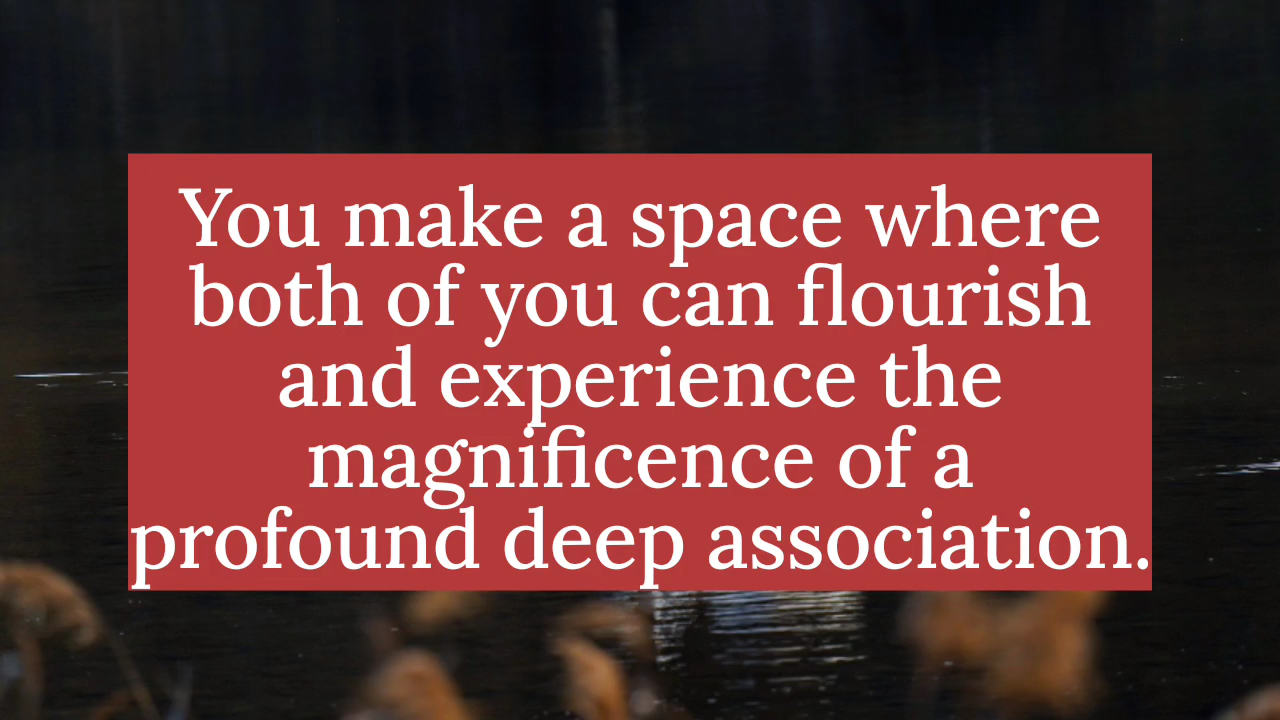 You make a space where
both of you can flourish
and experience the
magnificence of a
profound deep association.